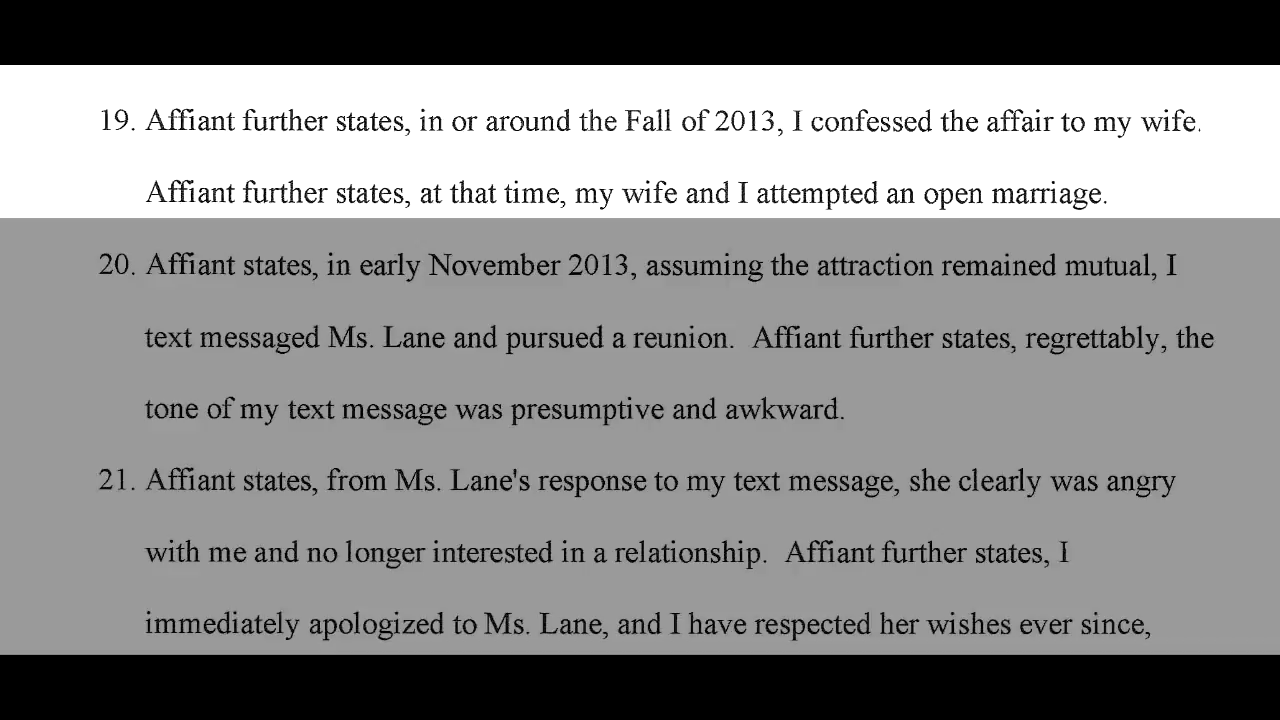 19. Affiant further states, in or around the Fall of 2013, I confessed the affair to my wife.
Affiant further states, at that time, my wife and I attempted an open marriage.
20. Affiant states, in early November 2013, assuming the attraction remained mutual, I
text messaged Ms. Lane and pursued a reunion. Affiant further states, regrettably, the
tone of my text message was presumptive and awkward.
21. Affiant states, from Ms. Lane's response to my text message, she clearly was angry
with me and no longer interested in a relationship. Affiant further states, I
immediately apologized to Ms. Lane, and I have respected her wishes ever since,